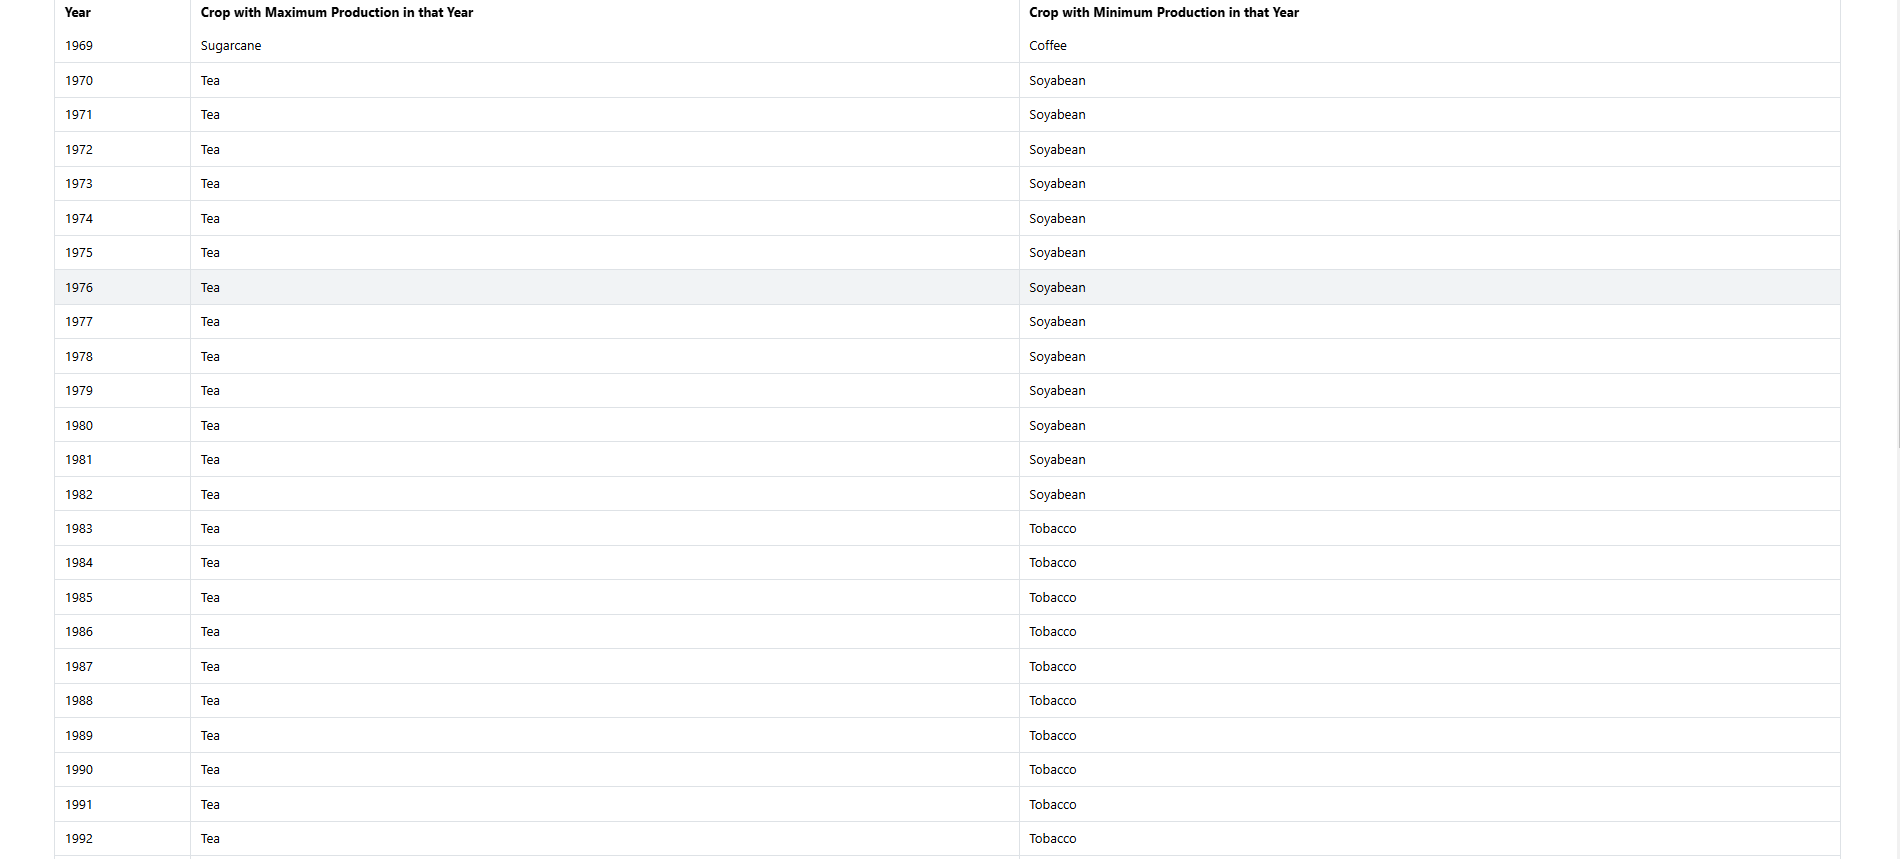 Year Crop with Maximum Production in that Year Crop with Minimum Production in that Year
1969 Sugarcane Coffee
1970 Tea Soyabean
1971 Tea Soyabean
1972 Tea Soyabean
1973 Tea Soyabean
1974 Tea Soyabean
1975 Tea Soyabean
1976 Tea Soyabean
1977 Tea Soyabean
1978 Tea Soyabean
1979 Tea Soyabean
1980 Tea Soyabean
1981 Tea Soyabean
1982 Tea Soyabean
1983 Tea Tobacco
1984 Tea Tobacco
1985 Tea Tobacco
1986 Tea Tobacco
1987 Tea Tobacco
1988 Tea Tobacco
1989 Tea Tobacco
1990 Tea Tobacco
1991 Tea Tobacco
1992 Tea Tobacco